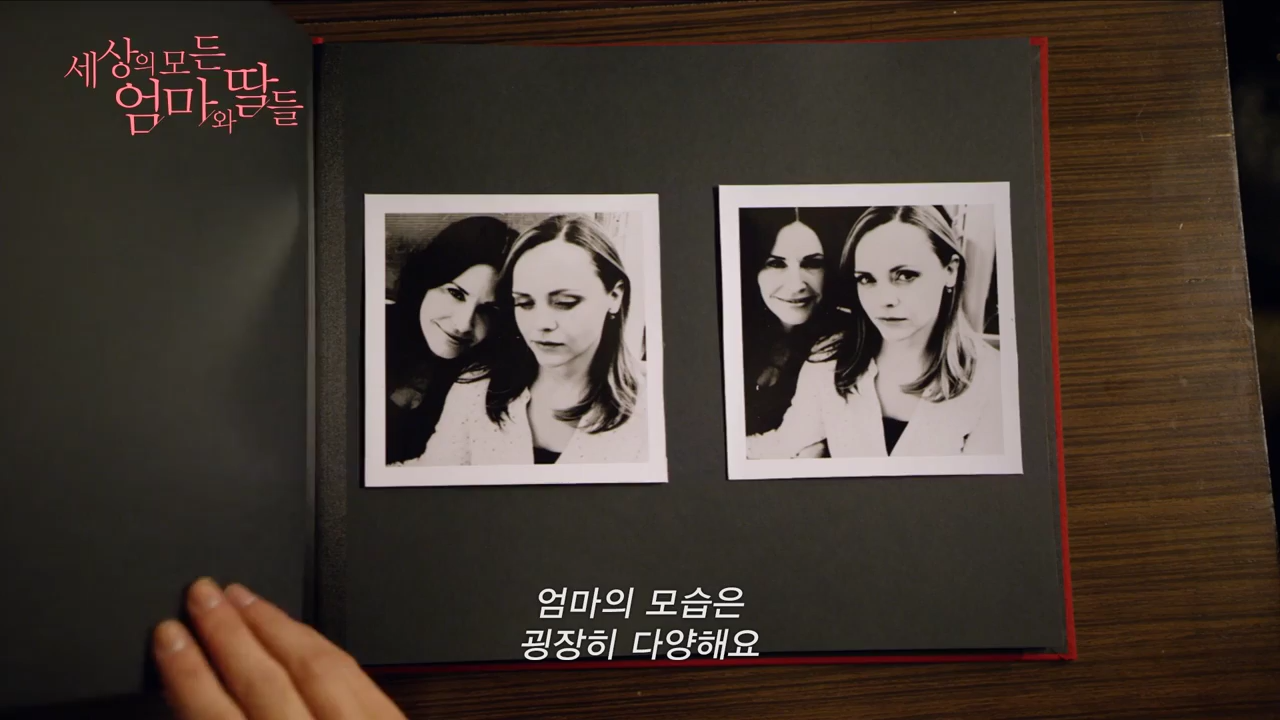 세상의 모든
엄마와 딸들
엄마의 모습은
굉장히 다양해요